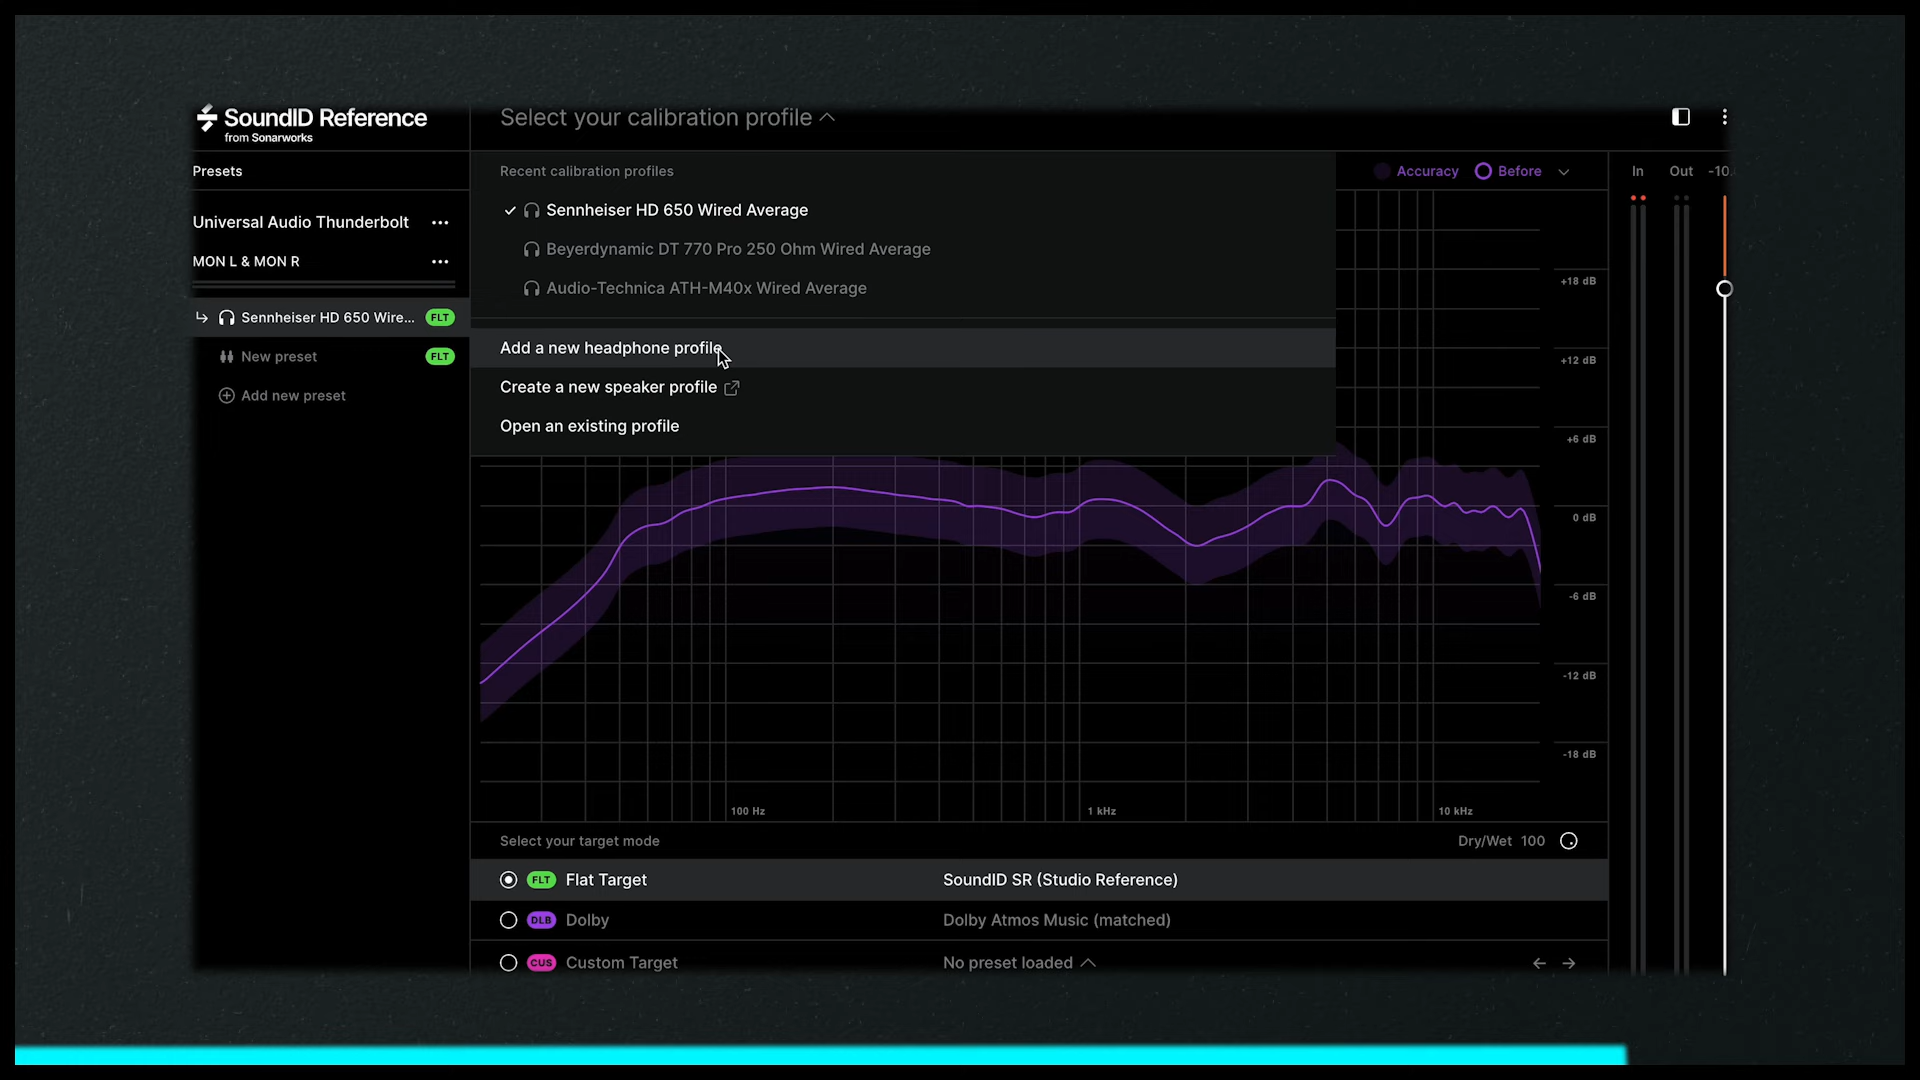 SoundID Reference
from Sonarworks
Select your calibration profile
Presets
Recent calibration profiles
Accuracy
Before
In
Out
-10.
Universal Audio Thunderbolt
MON L & MON R
Sennheiser HD 650 Wire...
FLT
New preset
FLT
Add new preset
Sennheiser HD 650 Wired Average
Beyerdynamic DT 770 Pro 250 Ohm Wired Average
Audio-Technica ATH-M40x Wired Average
Add a new headphone profile
Create a new speaker profile
Open an existing profile
+18 dB
+12 dB
+6 dB
0 dB
-6 dB
-12 dB
-18 dB
100 Hz
1 kHz
10 kHz
Select your target mode
Dry/Wet 100
FLT Flat Target
SoundID SR (Studio Reference)
DLB Dolby
Dolby Atmos Music (matched)
CUS Custom Target
No preset loaded